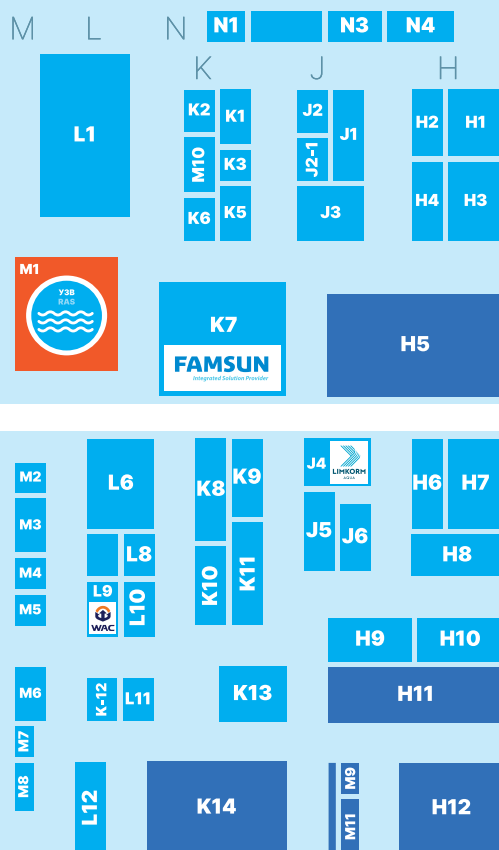 M L N N1 N3 N4
K J H
K2 K1 J2 J1 H2 H1
L1
M10 K3 J2-1
K6 K5 J3 H4 H3
M1
УЗВ
RAS
K7
H5
FAMSUN
Integrated Solution Provider
M2 L6 K8 K9 J4 LIMKORM H6 H7
AQUA
M3 J5 J6
L8 H8
M4 K10 K11
L9
M5 WAC L10
H9 H10
M6 K-12 L11 K13 H11
M7
M8 L12 K14 M9 H12
M11